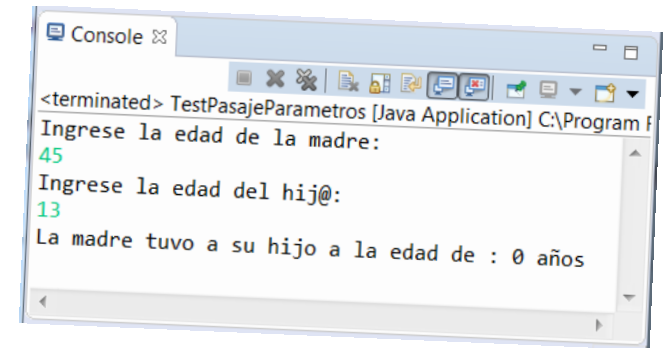 Console
<terminated> TestPasajeParametros [Java Application] C:\Program F
Ingrese la edad de la madre:
45
Ingrese la edad del hij@:
13
La madre tuvo a su hijo a la edad de : 0 años